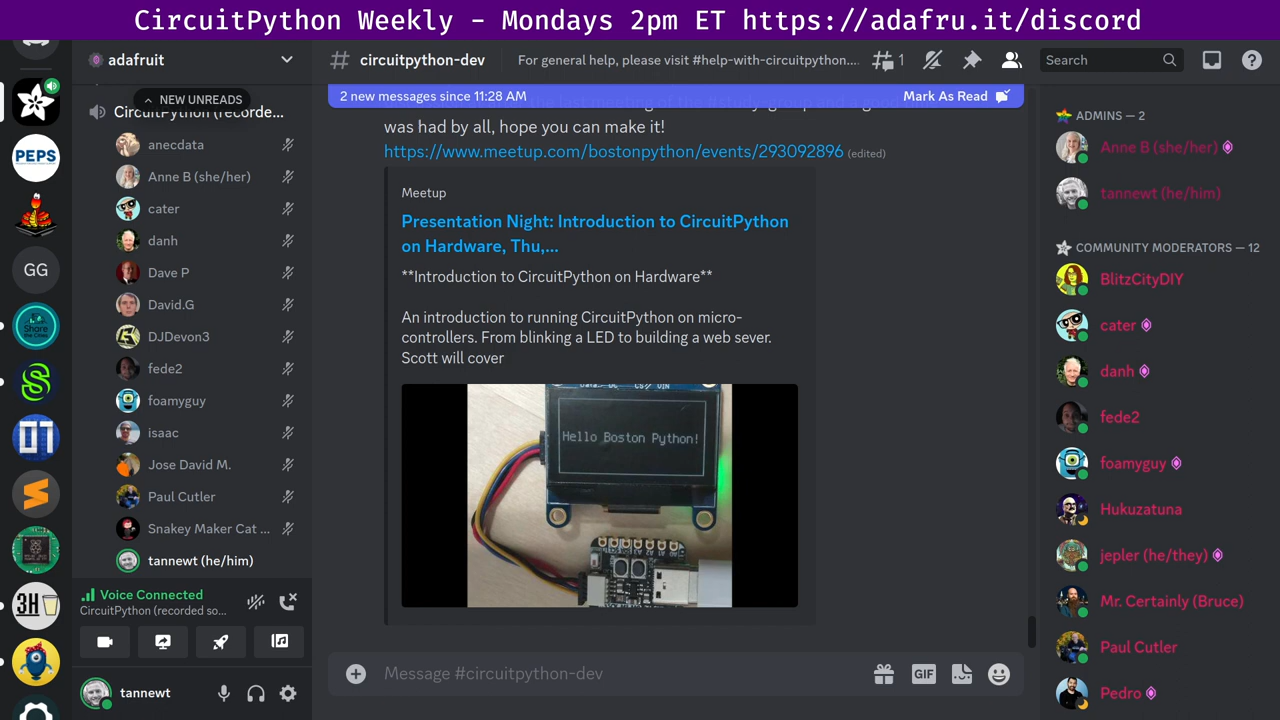 CircuitPython Weekly - Mondays 2pm ET https://adafru.it/discord
adafruit
NEW UNREADS
CircuitPython (recorde...
anecdata
Anne B (she/her)
cater
danh
Dave P
David.G
DJDevon3
fede2
foamyguy
isaac
Jose David M.
Paul Cutler
Snakey Maker Cat ...
tannewt (he/him)
Voice Connected
CircuitPython (recorded so...
tannewt
PEPS
GG
Share
3H
# circuitpython-dev
For general help, please visit #help-with-circuitpython....
1
Search
2 new messages since 11:28 AM
Mark As Read
was had by all, hope you can make it!
https://www.meetup.com/bostonpython/events/293092896 (edited)
Meetup
Presentation Night: Introduction to CircuitPython
on Hardware, Thu,...
**Introduction to CircuitPython on Hardware**
An introduction to running CircuitPython on micro-
controllers. From blinking a LED to building a web sever.
Scott will cover
Hello Boston Python!
Message #circuitpython-dev
GIF
ADMINS — 2
Anne B (she/her)
tannewt (he/him)
COMMUNITY MODERATORS — 12
BlitzCityDIY
cater
danh
fede2
foamyguy
Hukuzatuna
jepler (he/they)
Mr. Certainly (Bruce)
Paul Cutler
Pedro